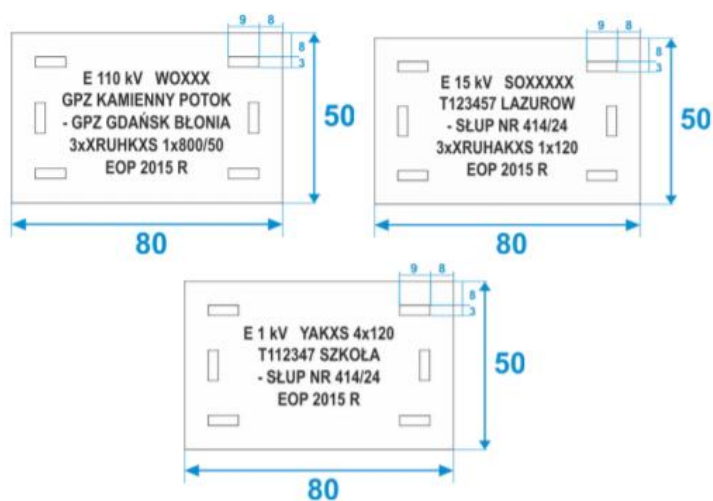 9 8
8
3
E 110 kV WOXXX
GPZ KAMIENNY POTOK
- GPZ GDAŃSK BŁONIA
3xXRUHKXS 1x800/50
EOP 2015 R
50
80
9 8
8
3
E 15 kV SOXXXXX
T123457 LAZUROW
- SŁUP NR 414/24
3xXRUHAKXS 1x120
EOP 2015 R
50
80
9 8
8
3
E 1 kV YAKXS 4x120
T112347 SZKOŁA
- SŁUP NR 414/24
EOP 2015 R
50
80